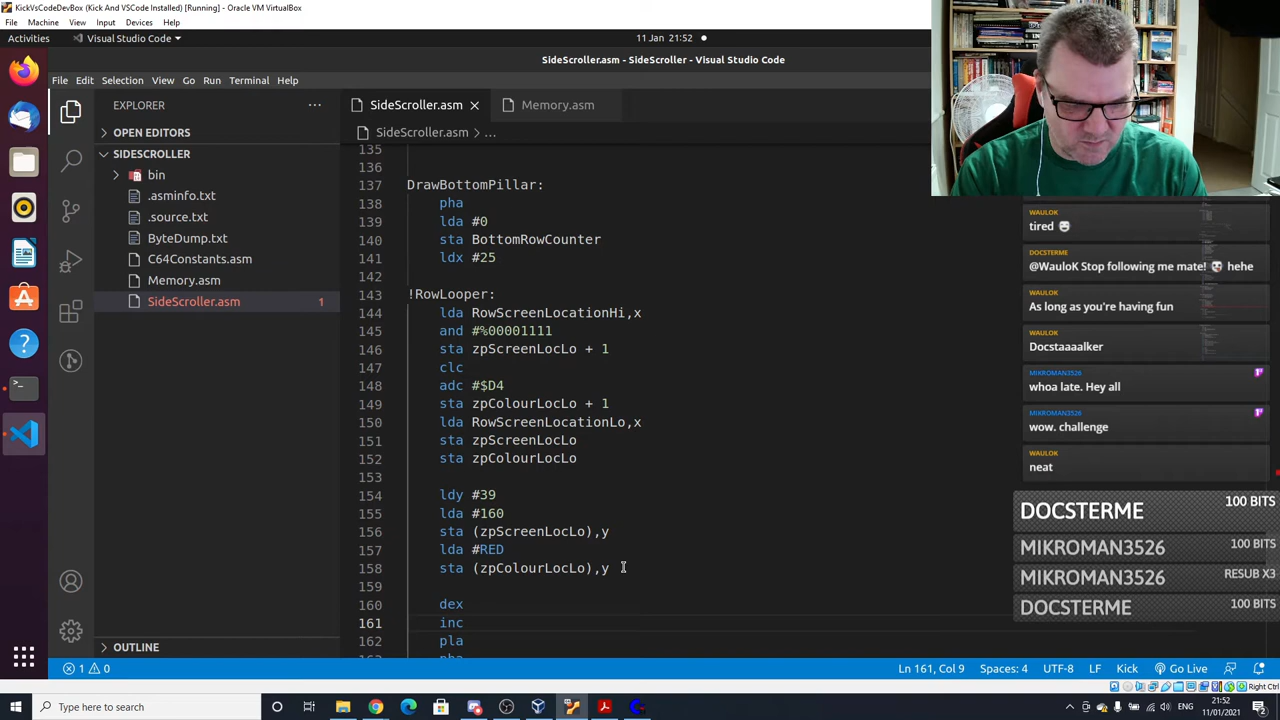 KickVsCodeDevBox (Kick And VSCode Installed) [Running] - Oracle VM VirtualBox
File Machine View Input Devices Help
Activities Visual Studio Code 11 Jan 21:52
SideScroller.asm - SideScroller - Visual Studio Code
File Edit Selection View Go Run Terminal Help
EXPLORER
OPEN EDITORS
SIDESCROLLER
bin
.asminfo.txt
.source.txt
ByteDump.txt
C64Constants.asm
Memory.asm
SideScroller.asm 1
OUTLINE
SideScroller.asm Memory.asm
SideScroller.asm > ...
135
136
137 DrawBottomPillar:
138 pha
139 lda #0
140 sta BottomRowCounter
141 ldx #25
142
143 !RowLooper:
144 lda RowScreenLocationHi,x
145 and #%00001111
146 sta zpScreenLocLo + 1
147 clc
148 adc #$D4
149 sta zpColourLocLo + 1
150 lda RowScreenLocationLo,x
151 sta zpScreenLocLo
152 sta zpColourLocLo
153
154 ldy #39
155 lda #160
156 sta (zpScreenLocLo),y
157 lda #RED
158 sta (zpColourLocLo),y
159
160 dex
161 inc
162 pla
163 pha
WAULOK
tired
DOCSTERME
@WauloK Stop following me mate! hehe
WAULOK
As long as you're having fun
WAULOK
Docstaaaalker
MIKROMAN3526
whoa late. Hey all
MIKROMAN3526
wow. challenge
WAULOK
neat
DOCSTERME 100 BITS
MIKROMAN3526 100 BITS
MIKROMAN3526 RESUB X3
DOCSTERME 100 BITS
1 0 Ln 161, Col 9 Spaces: 4 UTF-8 LF Kick Go Live
Right Ctrl
Type here to search
21:52
11/01/2021